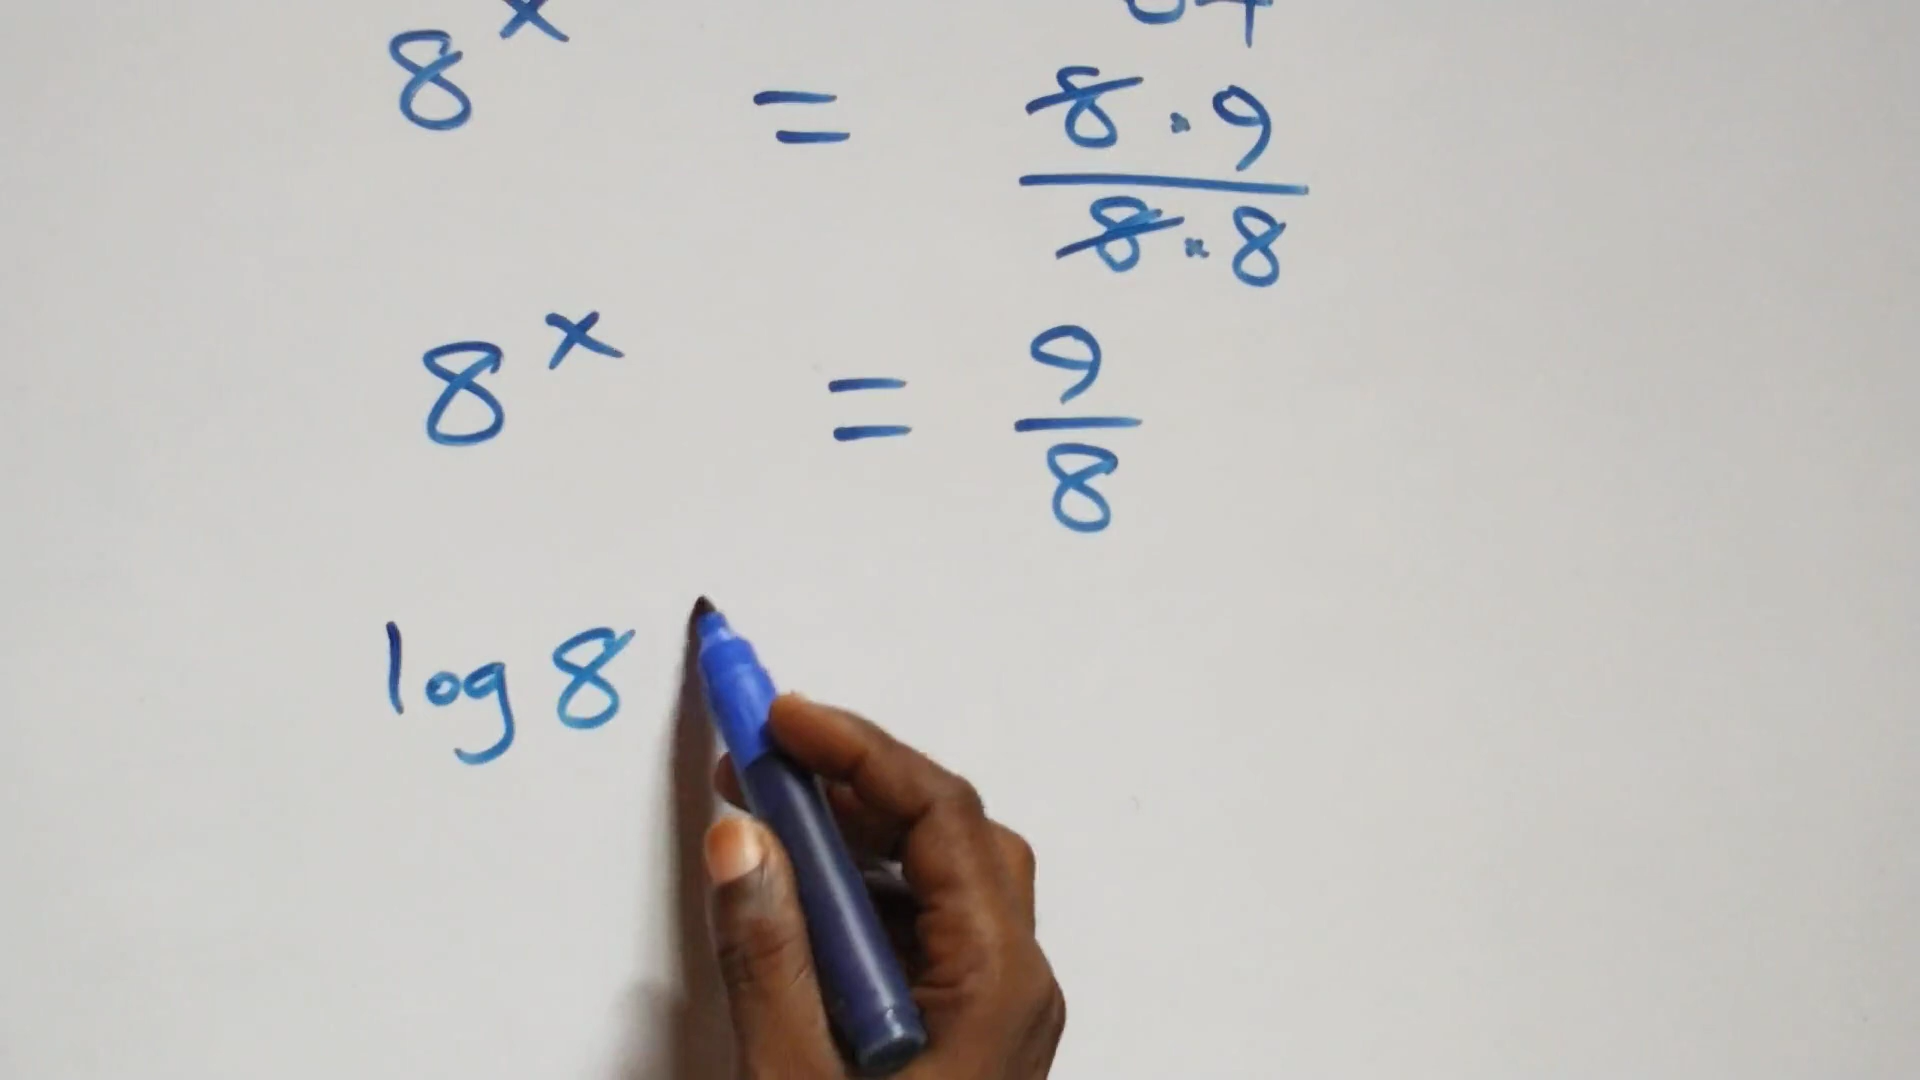 8^x = 8 · 9 / 8 · 8
8^x = 9/8
log 8